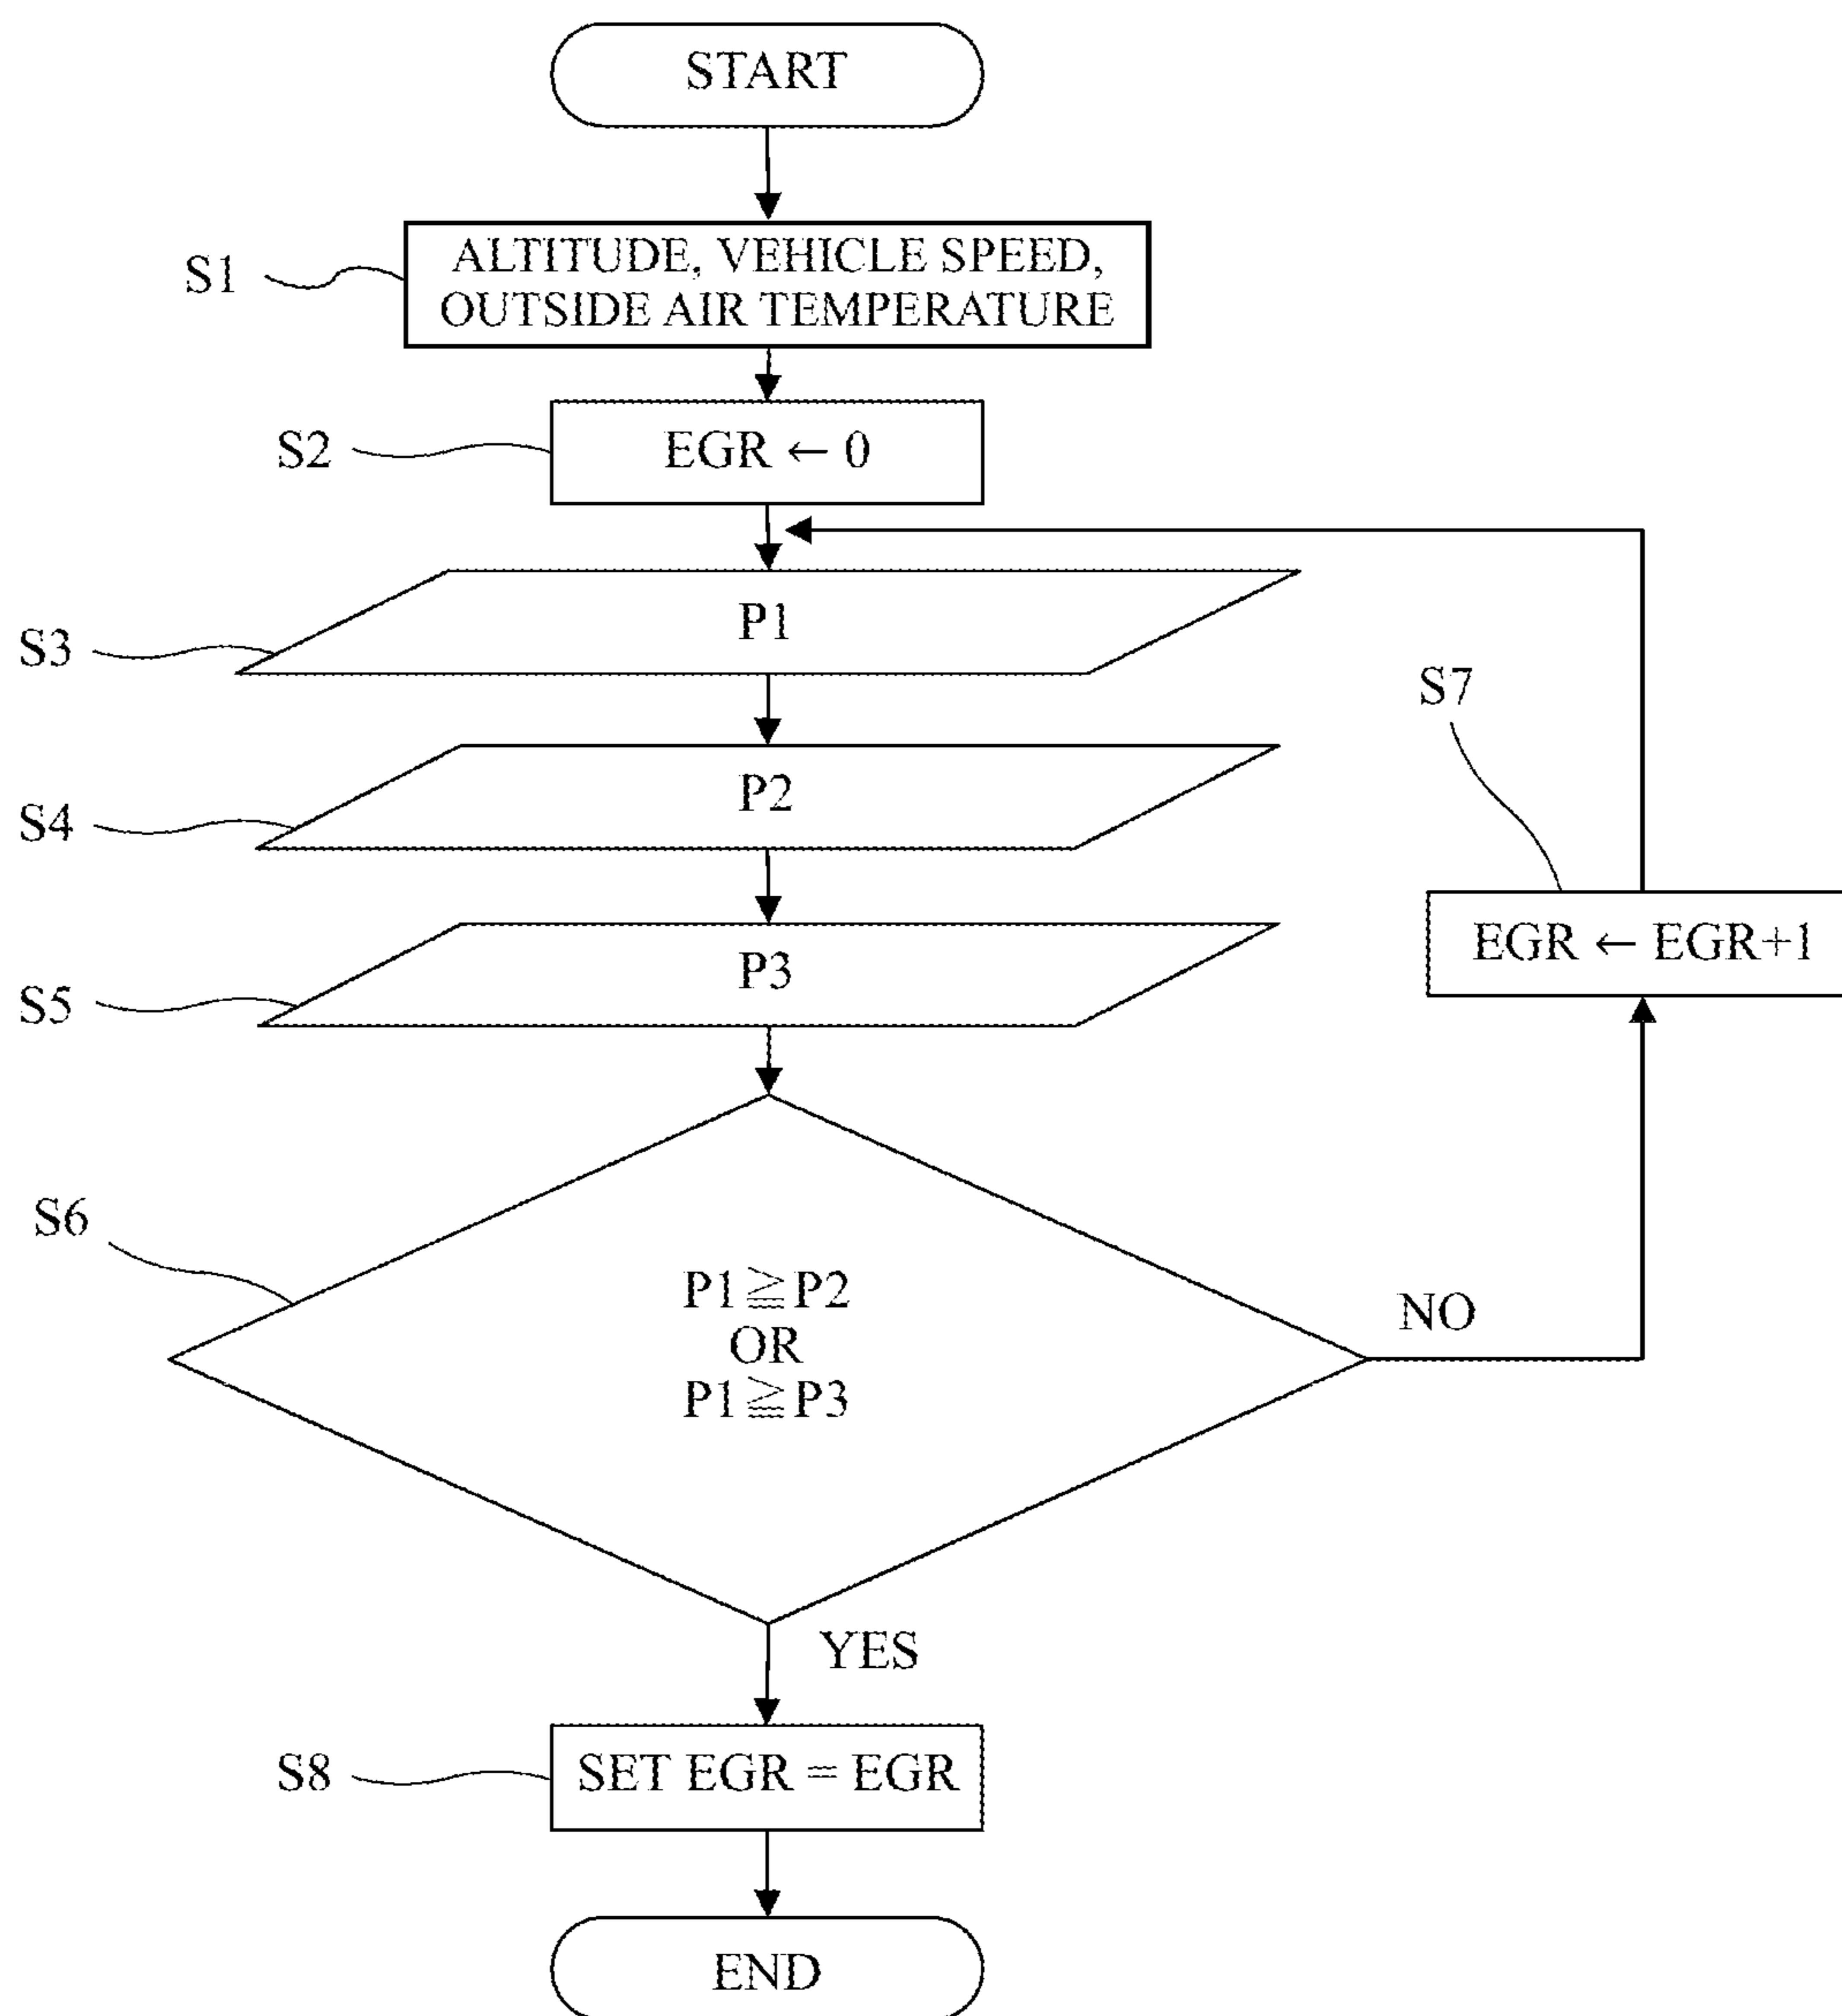 START
S1
ALTITUDE, VEHICLE SPEED,
OUTSIDE AIR TEMPERATURE
S2
EGR ← 0
S3
P1
S4
P2
S5
P3
S7
EGR ← EGR+1
S6
P1≧P2
OR
P1≧P3
NO
YES
S8
SET EGR = EGR
END